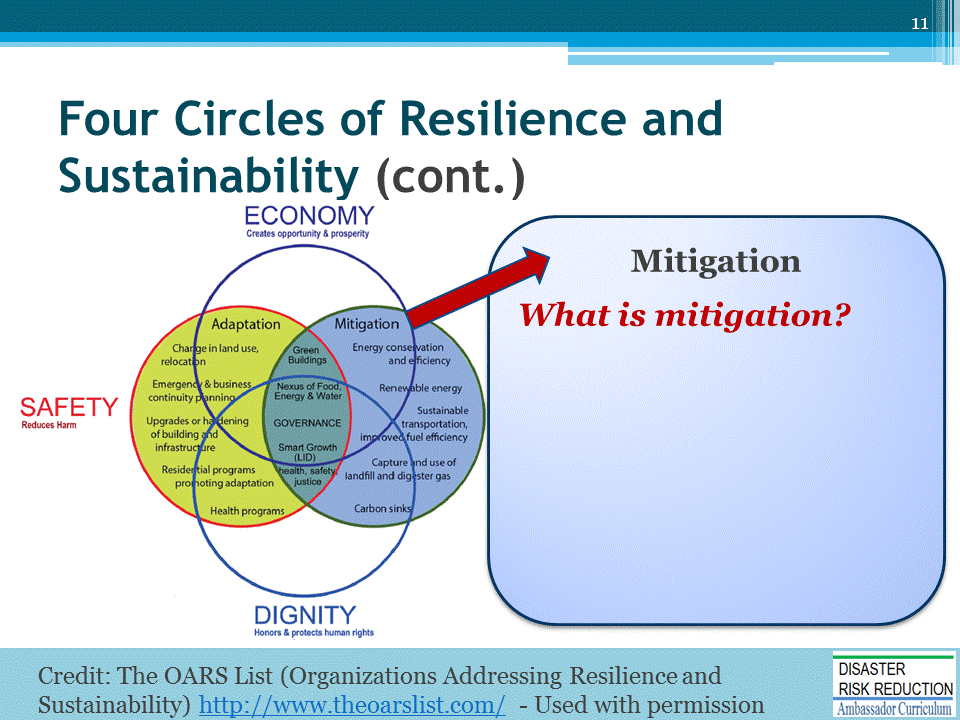 11
Four Circles of Resilience and
Sustainability (cont.)
ECONOMY
Creates opportunity & prosperity
Adaptation
Change in land use,
relocation
Emergency & business
continuity planning
Upgrades or hardening
of building and
infrastructure
Residential programs
promoting adaptation
Health programs
SAFETY
Reduces Harm
Green
Buildings
Nexus of Food,
Energy & Water
GOVERNANCE
Smart Growth
(LID)
health, safety,
justice
Mitigation
Energy conservation
and efficiency
Renewable energy
Sustainable
transportation,
improved fuel efficiency
Capture and use of
landfill and digester gas
Carbon sinks
DIGNITY
Honors & protects human rights
Mitigation
What is mitigation?
Credit: The OARS List (Organizations Addressing Resilience and
Sustainability) http://www.theoarslist.com/ - Used with permission
DISASTER
RISK REDUCTION
Ambassador Curriculum